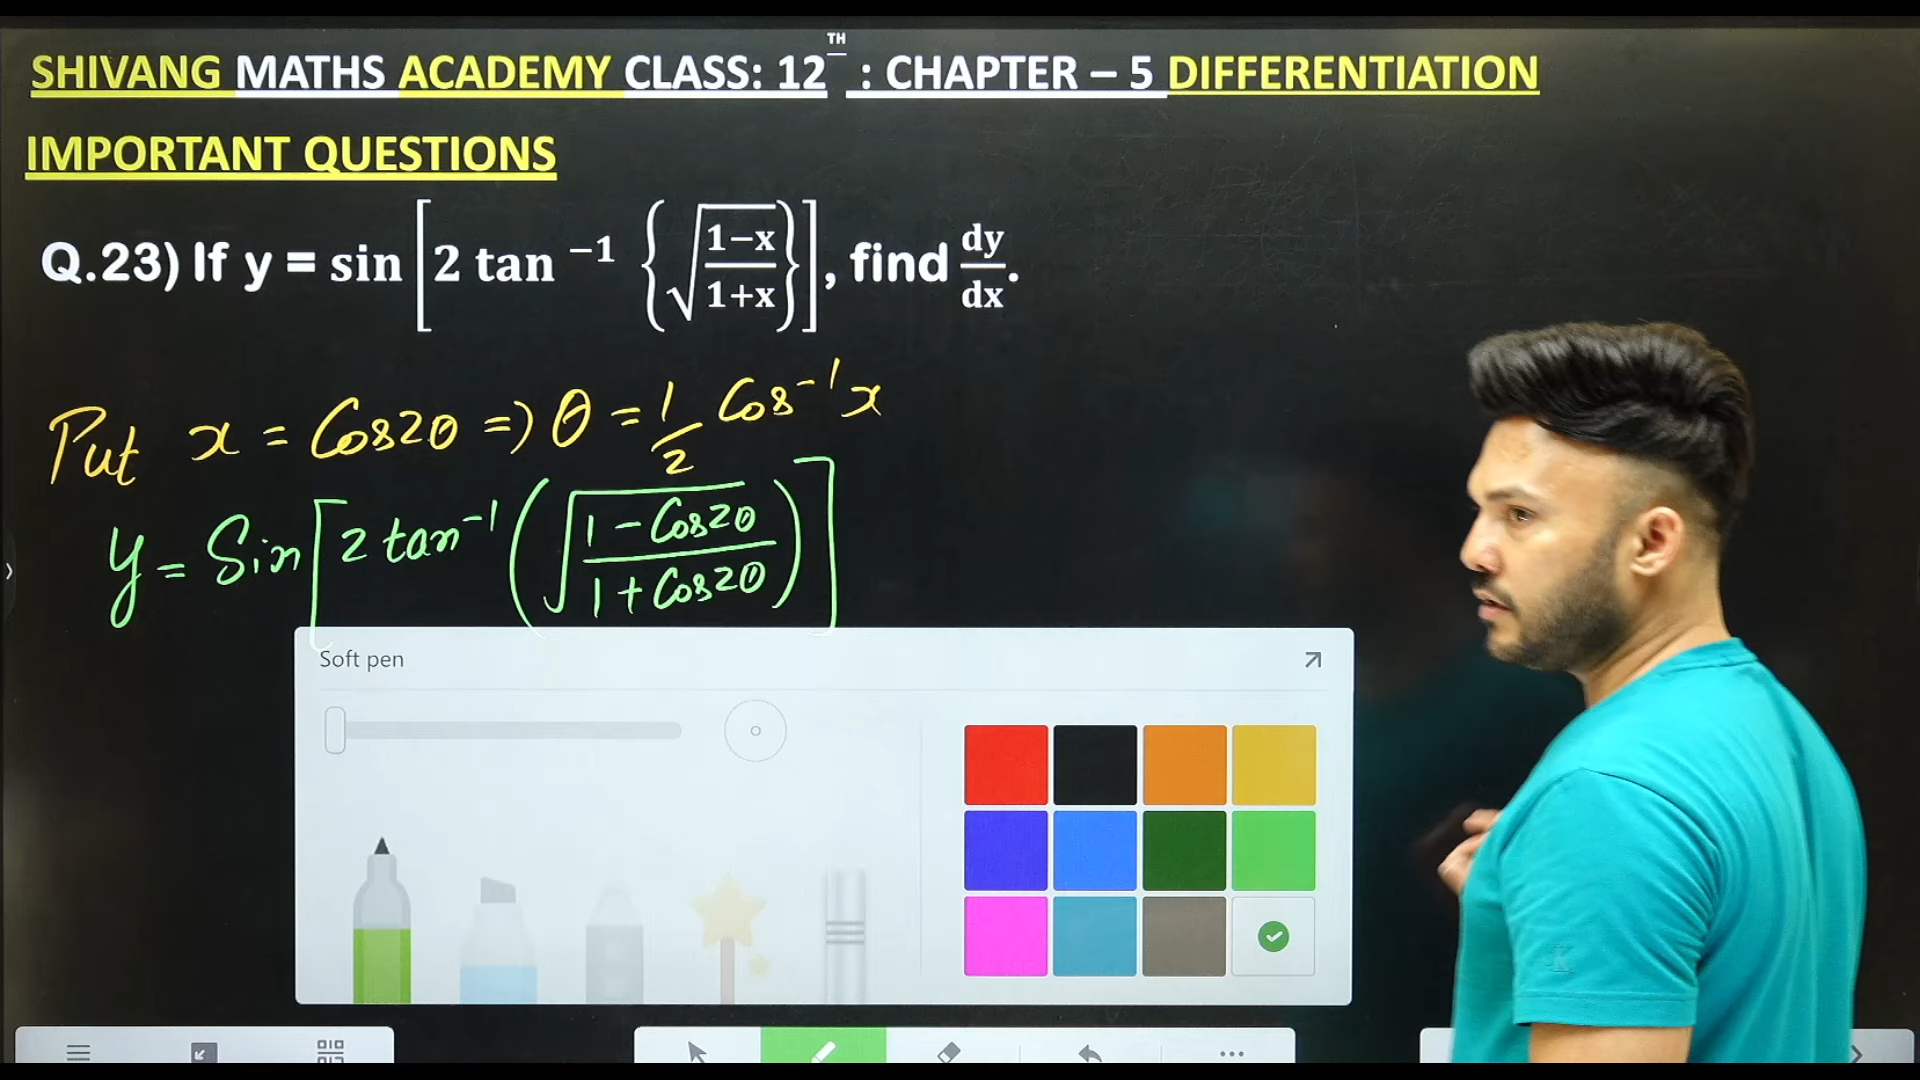 SHIVANG MATHS ACADEMY CLASS: 12TH : CHAPTER – 5 DIFFERENTIATION
IMPORTANT QUESTIONS
Q.23) If y = sin [2 tan⁻¹ {√((1−x)/(1+x))}], find dy/dx.
Put x = Cos2θ ⇒ θ = 1/2 Cos⁻¹x
y = Sin[2 tan⁻¹(√((1 − Cos2θ)/(1 + Cos2θ)))]
Soft pen